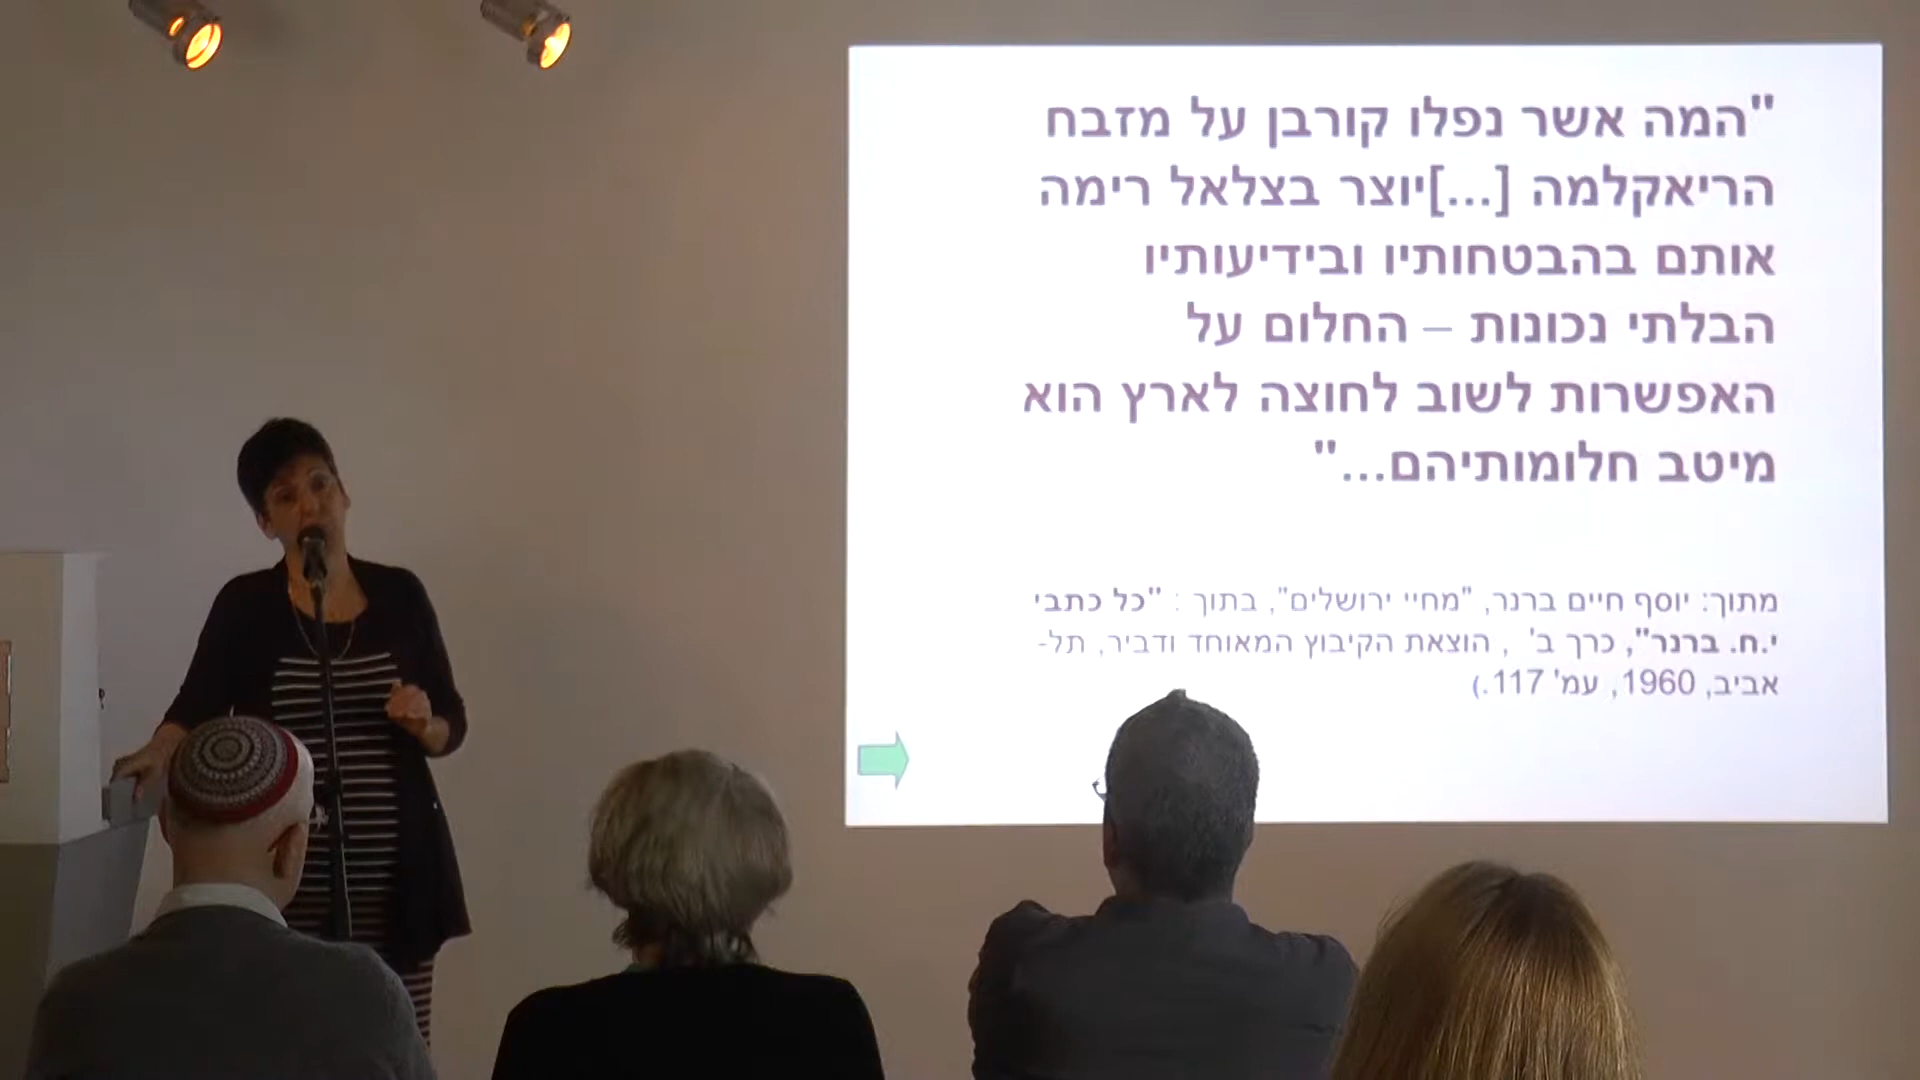 "המה אשר נפלו קורבן על מזבח
הריאקלמה [...]יוצר בצלאל רימה
אותם בהבטחותיו ובידיעותיו
הבלתי נכונות – החלום על
האפשרות לשוב לחוצה לארץ הוא
מיטב חלומותיהם..."
מתוך: יוסף חיים ברנר, "מחיי ירושלים", בתוך : "כל כתבי
י.ח. ברנר", כרך ב' , הוצאת הקיבוץ המאוחד ודביר, תל-
אביב, 1960, עמ' 117.)